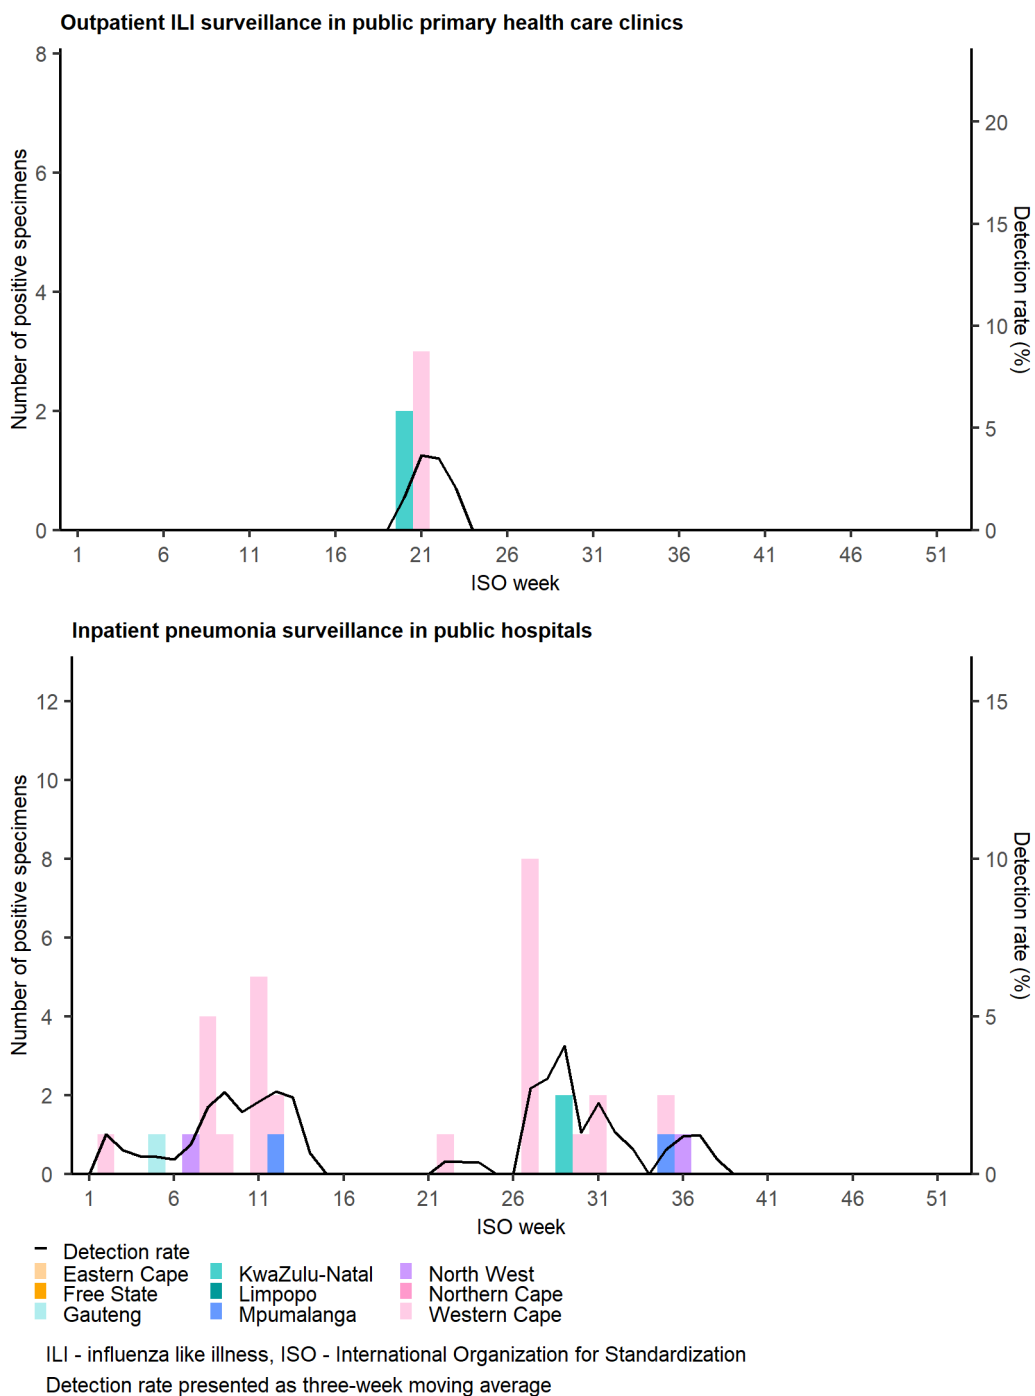 Outpatient ILI surveillance in public primary health care clinics
Number of positive specimens
8
6
4
2
0
20
15
10
5
0
Detection rate (%)
1 6 11 16 21 26 31 36 41 46 51
ISO week
Inpatient pneumonia surveillance in public hospitals
Number of positive specimens
12
10
8
6
4
2
0
15
10
5
0
Detection rate (%)
1 6 11 16 21 26 31 36 41 46 51
ISO week
Detection rate
Eastern Cape KwaZulu-Natal North West
Free State Limpopo Northern Cape
Gauteng Mpumalanga Western Cape
ILI - influenza like illness, ISO - International Organization for Standardization
Detection rate presented as three-week moving average